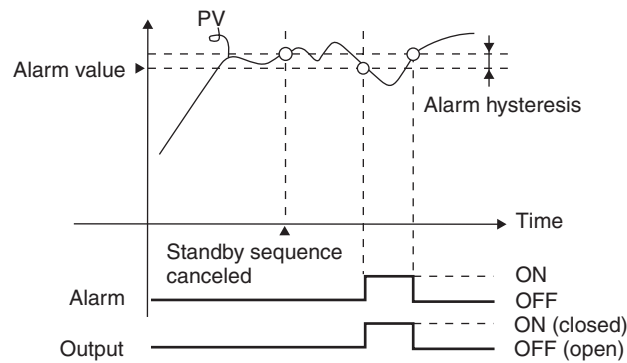 PV
Alarm value
Alarm hysteresis
Time
Standby sequence
canceled
ON
Alarm
OFF
ON (closed)
Output
OFF (open)